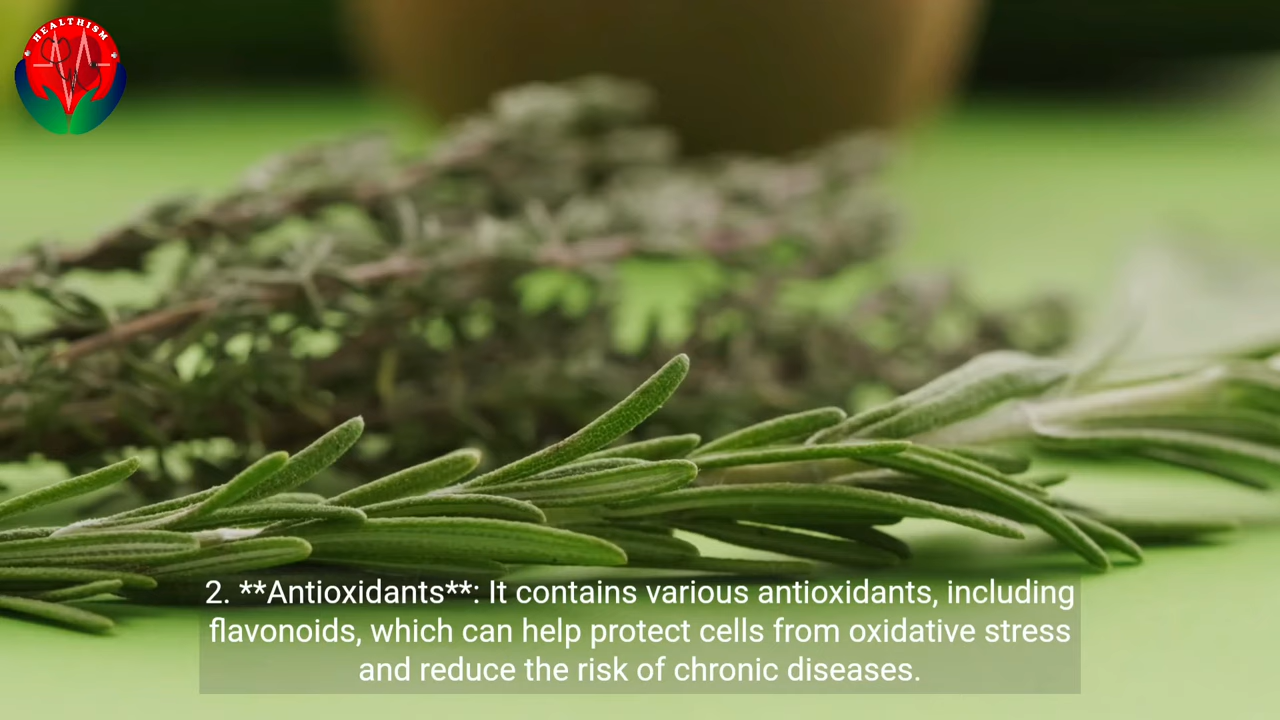 HEALTHISM
2. **Antioxidants**: It contains various antioxidants, including
flavonoids, which can help protect cells from oxidative stress
and reduce the risk of chronic diseases.